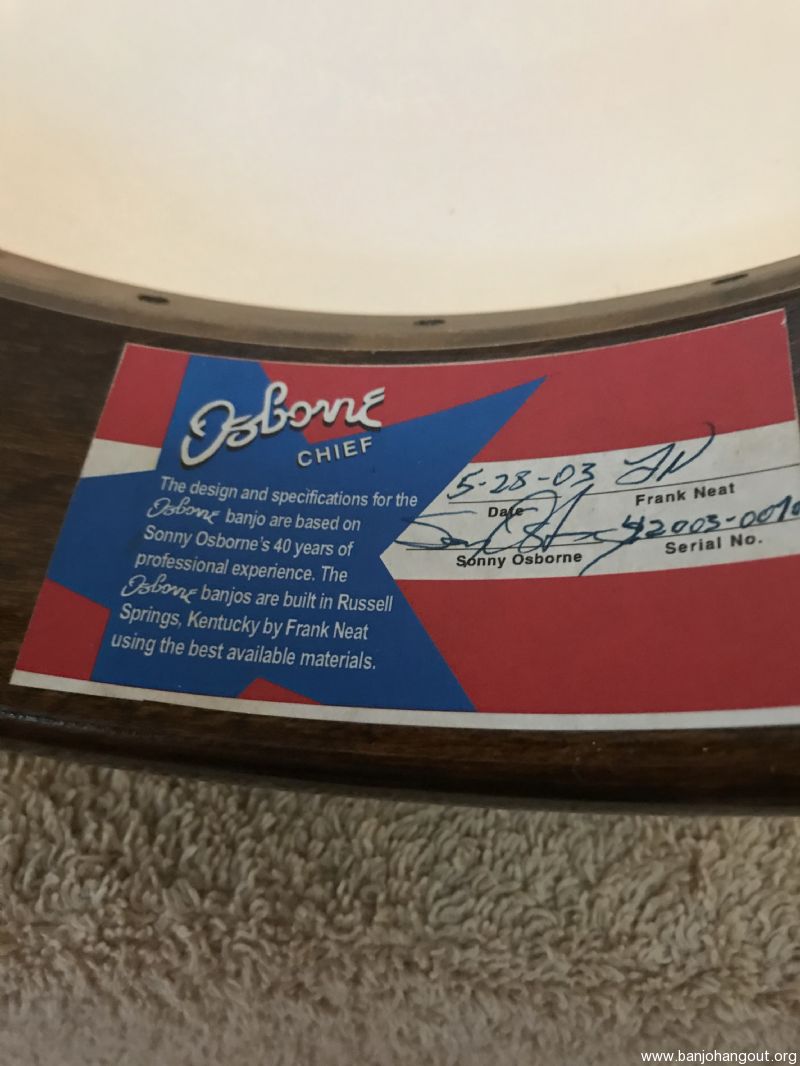 Osborne
CHIEF
The design and specifications for the
Osborne banjo are based on
Sonny Osborne's 40 years of
professional experience. The
Osborne banjos are built in Russell
Springs, Kentucky by Frank Neat
using the best available materials.
5-28-03 FN
Date Frank Neat
Sonny Osborne Serial No.
www.banjohangout.org